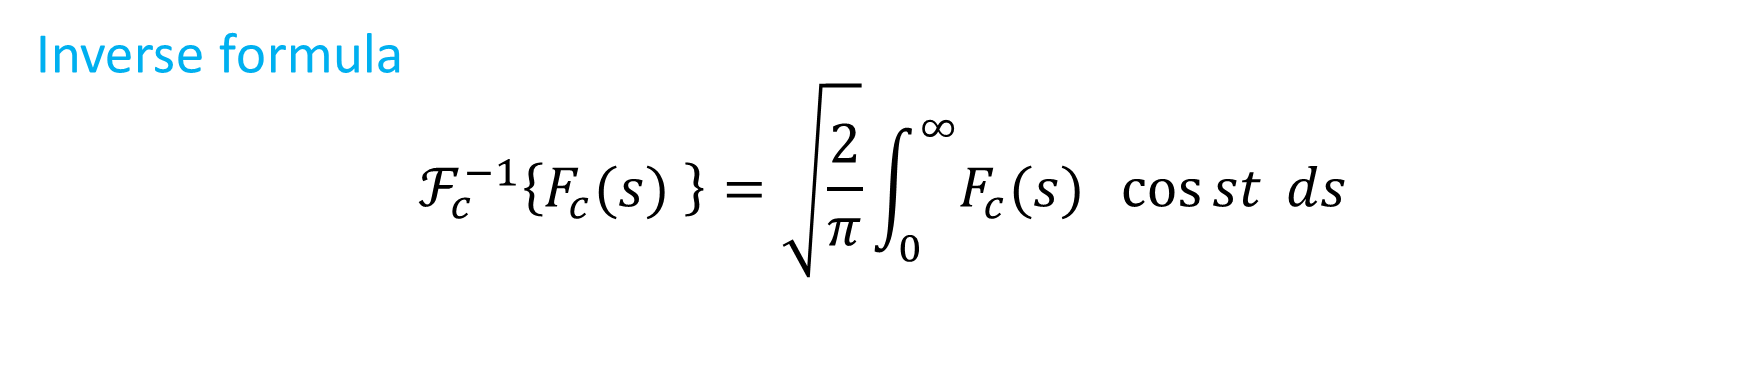 Inverse formula
ℱ_c^{-1}{F_c(s) } = √(2/π) ∫_0^∞ F_c(s) cos st ds